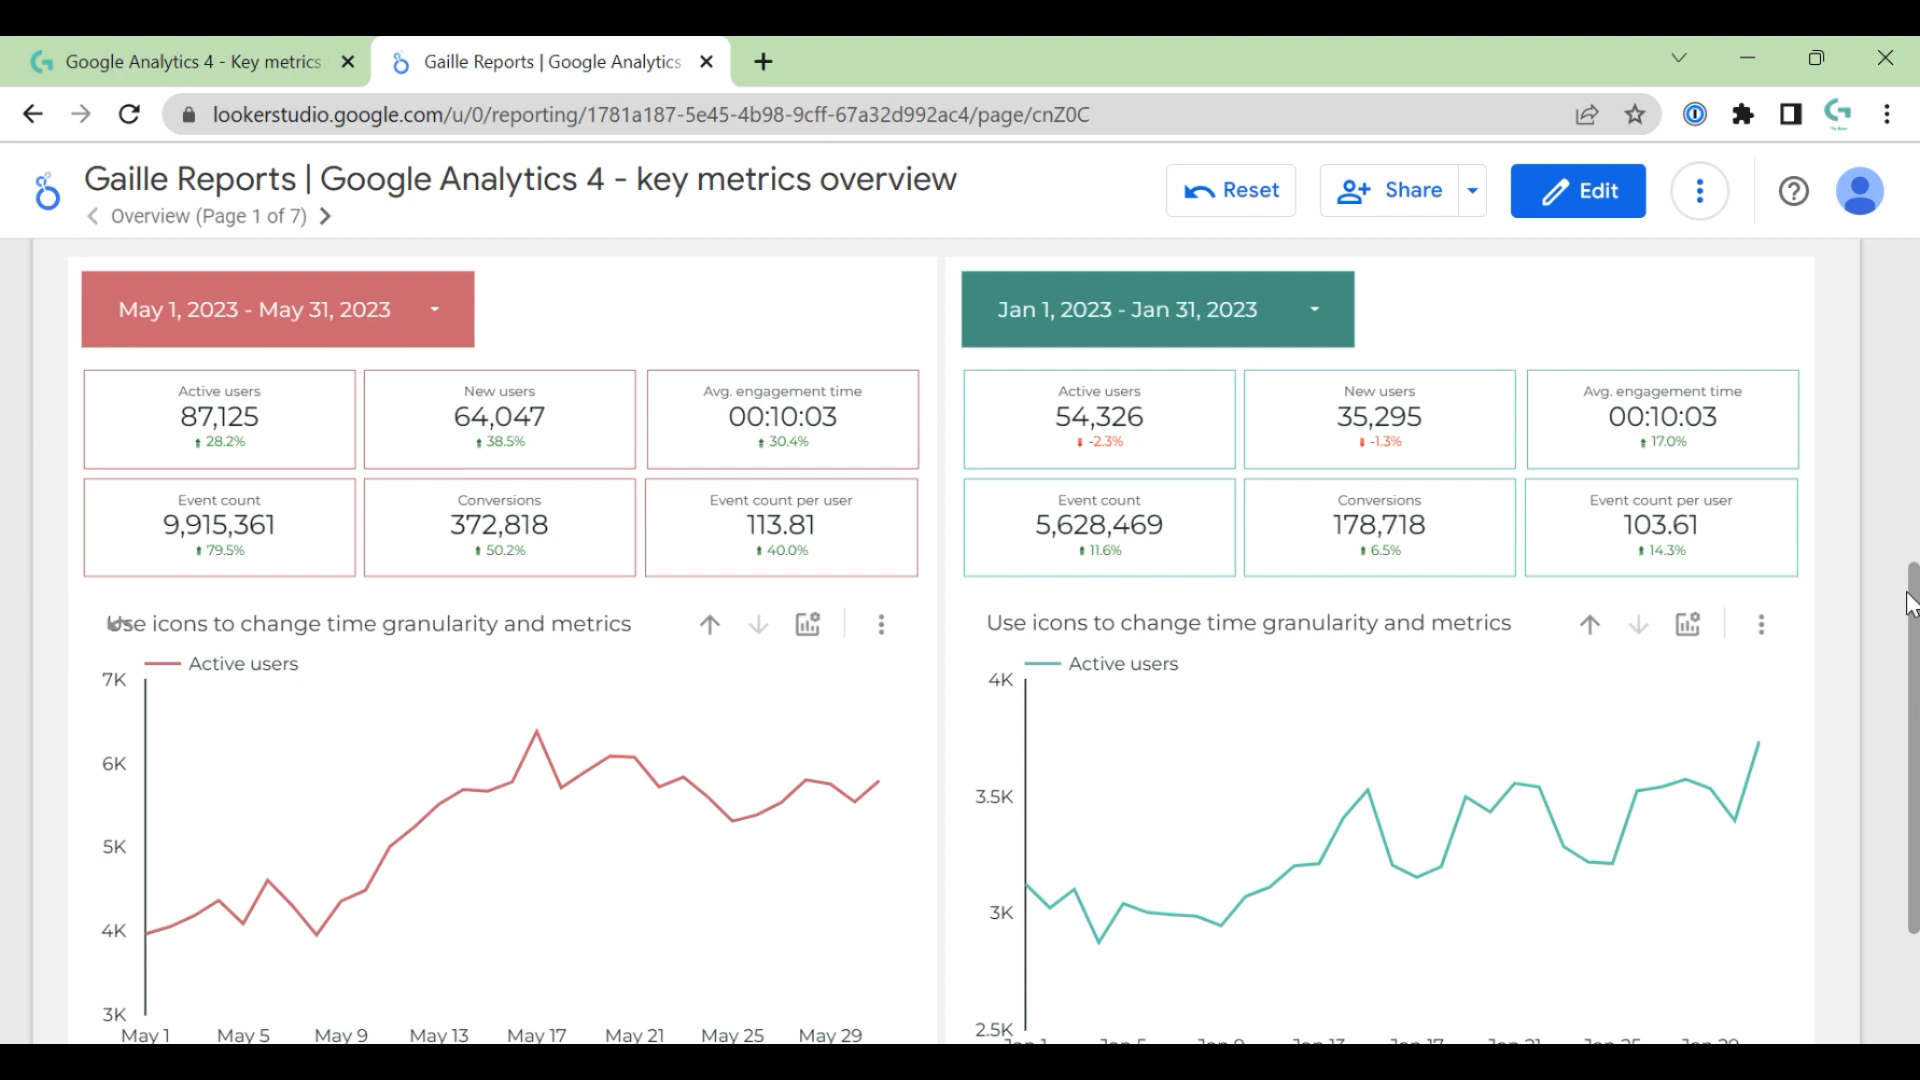 Google Analytics 4 - Key metrics
Gaille Reports | Google Analytics
lookerstudio.google.com/u/0/reporting/1781a187-5e45-4b98-9cff-67a32d992ac4/page/cnZ0C
Gaille Reports | Google Analytics 4 - key metrics overview
Overview (Page 1 of 7)
Reset
Share
Edit
May 1, 2023 - May 31, 2023
Active users
87,125
28.2%
New users
64,047
38.5%
Avg. engagement time
00:10:03
30.4%
Event count
9,915,361
79.5%
Conversions
372,818
50.2%
Event count per user
113.81
40.0%
Use icons to change time granularity and metrics
Active users
7K
6K
5K
4K
3K
May 1 May 5 May 9 May 13 May 17 May 21 May 25 May 29
Jan 1, 2023 - Jan 31, 2023
Active users
54,326
-2.3%
New users
35,295
-1.3%
Avg. engagement time
00:10:03
17.0%
Event count
5,628,469
11.6%
Conversions
178,718
6.5%
Event count per user
103.61
14.3%
Use icons to change time granularity and metrics
Active users
4K
3.5K
3K
2.5K